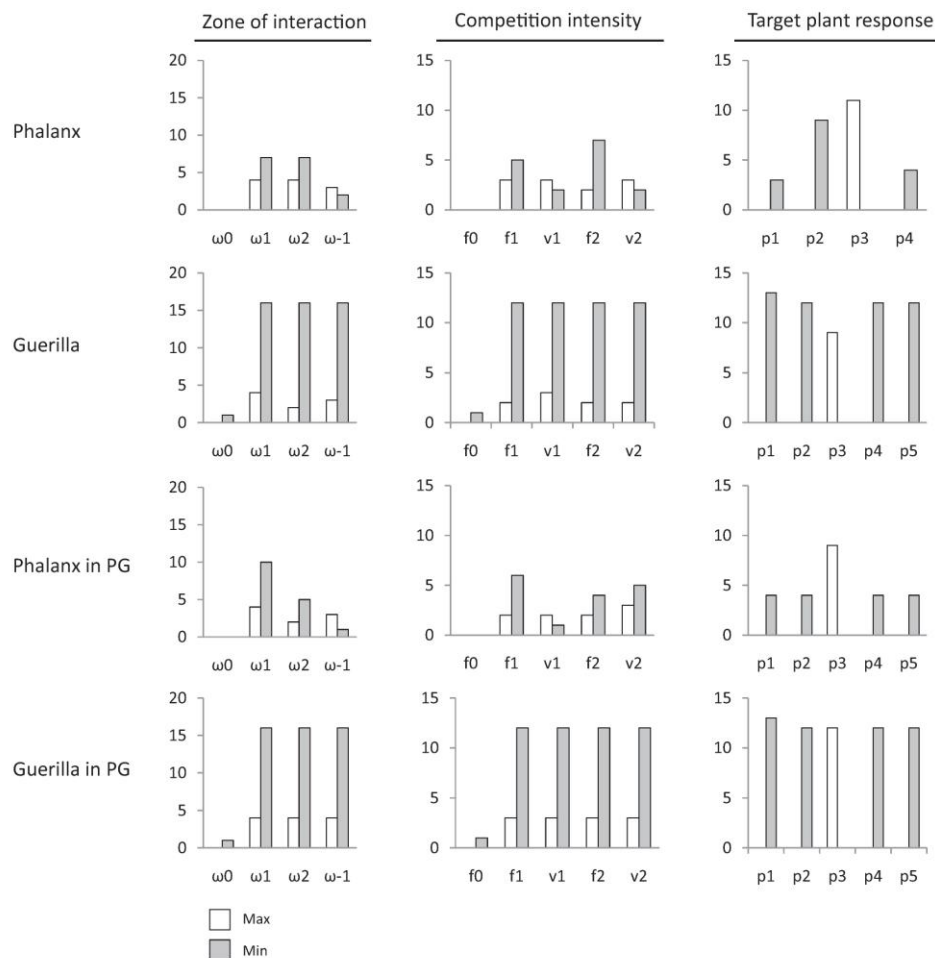 Zone of interaction Competition intensity Target plant response
Phalanx
20
15
10
5
0
ω0 ω1 ω2 ω-1
15
10
5
0
f0 f1 v1 f2 v2
15
10
5
0
p1 p2 p3 p4
Guerilla
20
15
10
5
0
ω0 ω1 ω2 ω-1
15
10
5
0
f0 f1 v1 f2 v2
15
10
5
0
p1 p2 p3 p4 p5
Phalanx in PG
20
15
10
5
0
ω0 ω1 ω2 ω-1
15
10
5
0
f0 f1 v1 f2 v2
15
10
5
0
p1 p2 p3 p4 p5
Guerilla in PG
20
15
10
5
0
ω0 ω1 ω2 ω-1
15
10
5
0
f0 f1 v1 f2 v2
15
10
5
0
p1 p2 p3 p4 p5
Max
Min